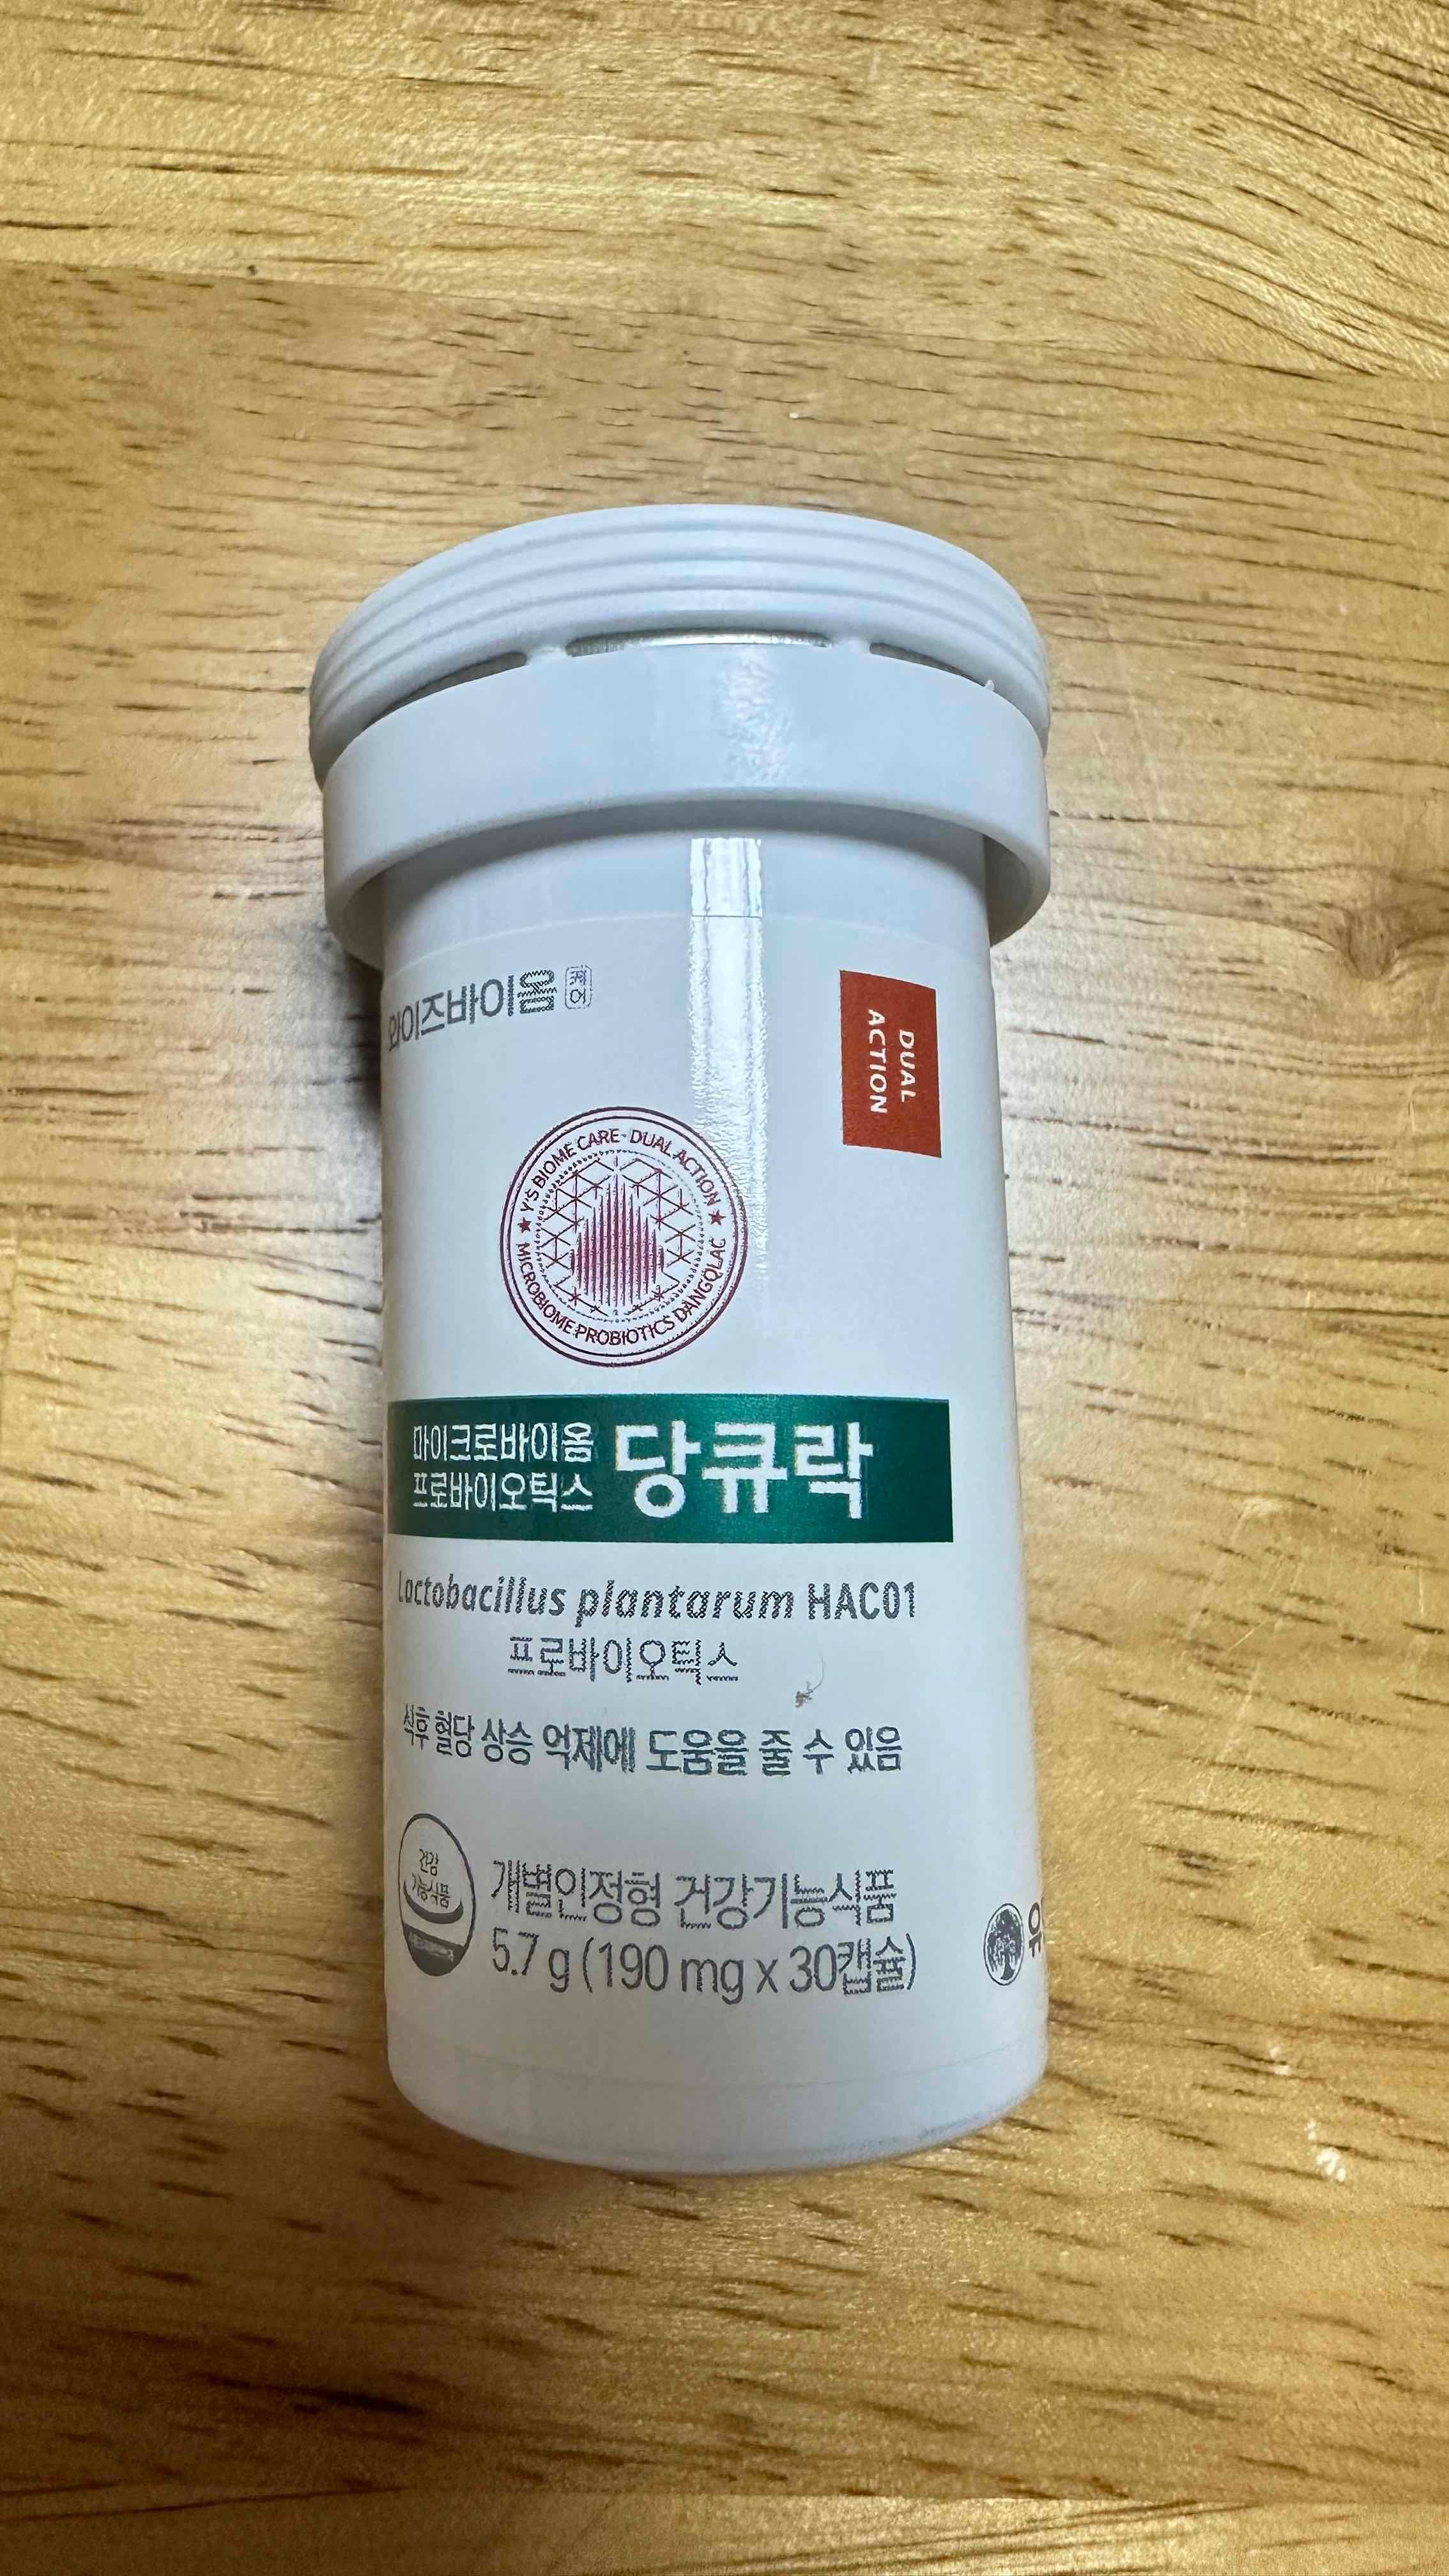 와이즈바이옴 케어
DUAL
ACTION
Y'S BIOME CARE · DUAL ACTION
MICROBIOME PROBIOTICS DANGQLAC
마이크로바이옴
프로바이오틱스
당큐락
Lactobacillus plantarum HAC01
프로바이오틱스
식후 혈당 상승 억제에 도움을 줄 수 있음
건강
기능식품
개별인정형 건강기능식품
5.7 g (190 mg x 30캡슐)
유